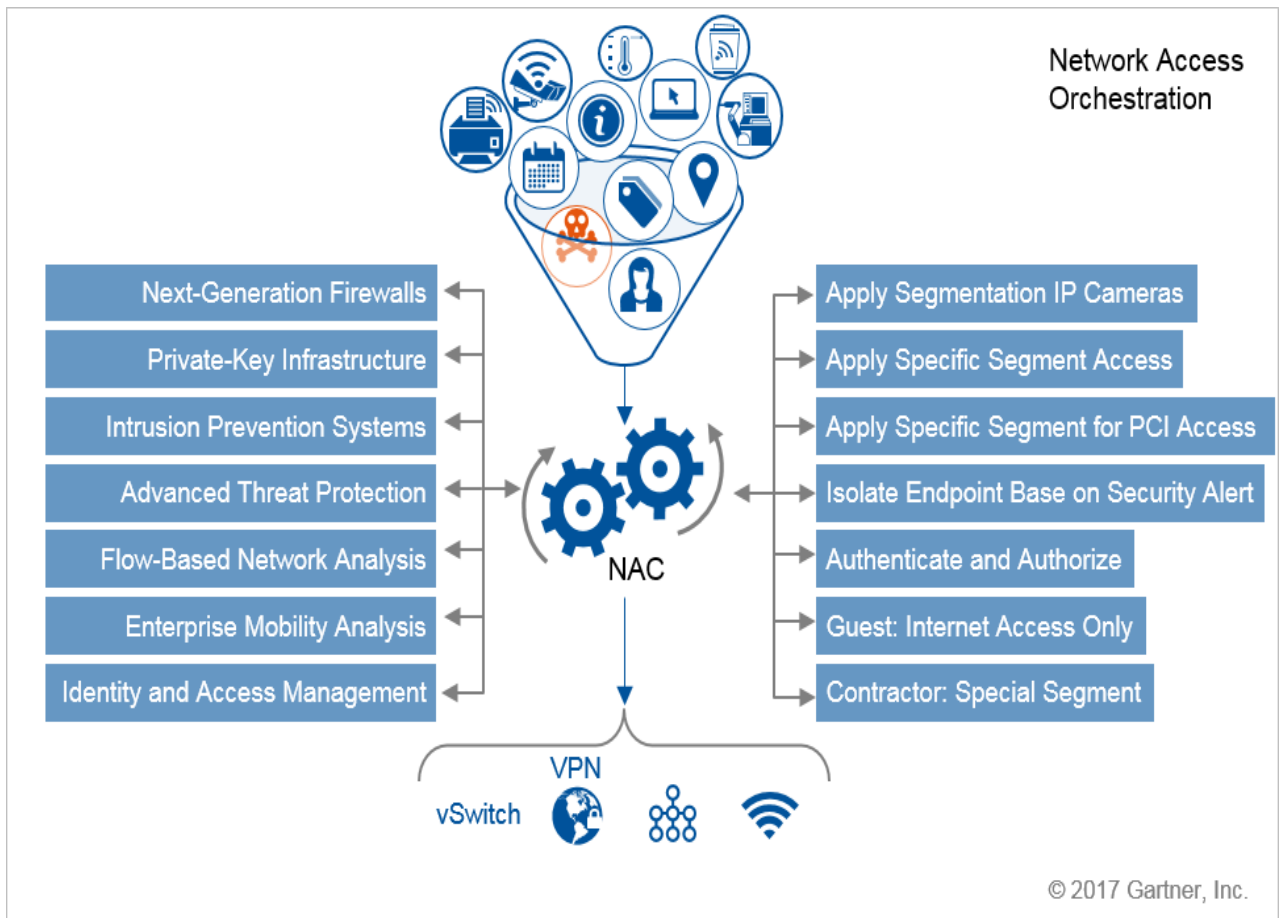 Network Access
Orchestration
Next-Generation Firewalls
Private-Key Infrastructure
Intrusion Prevention Systems
Advanced Threat Protection
Flow-Based Network Analysis
Enterprise Mobility Analysis
Identity and Access Management
NAC
Apply Segmentation IP Cameras
Apply Specific Segment Access
Apply Specific Segment for PCI Access
Isolate Endpoint Base on Security Alert
Authenticate and Authorize
Guest: Internet Access Only
Contractor: Special Segment
VPN
vSwitch
© 2017 Gartner, Inc.